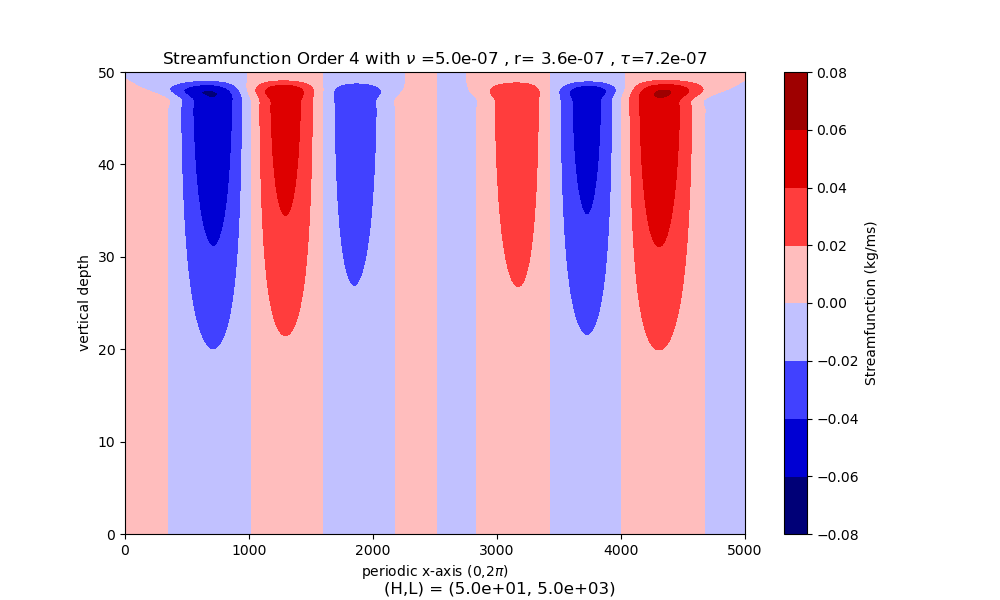 Streamfunction Order 4 with ν =5.0e-07 , r= 3.6e-07 , τ=7.2e-07
50
40
30
20
10
0
vertical depth
0 1000 2000 3000 4000 5000
periodic x-axis (0,2π)
(H,L) = (5.0e+01, 5.0e+03)
0.08
0.06
0.04
0.02
0.00
−0.02
−0.04
−0.06
−0.08
Streamfunction (kg/ms)